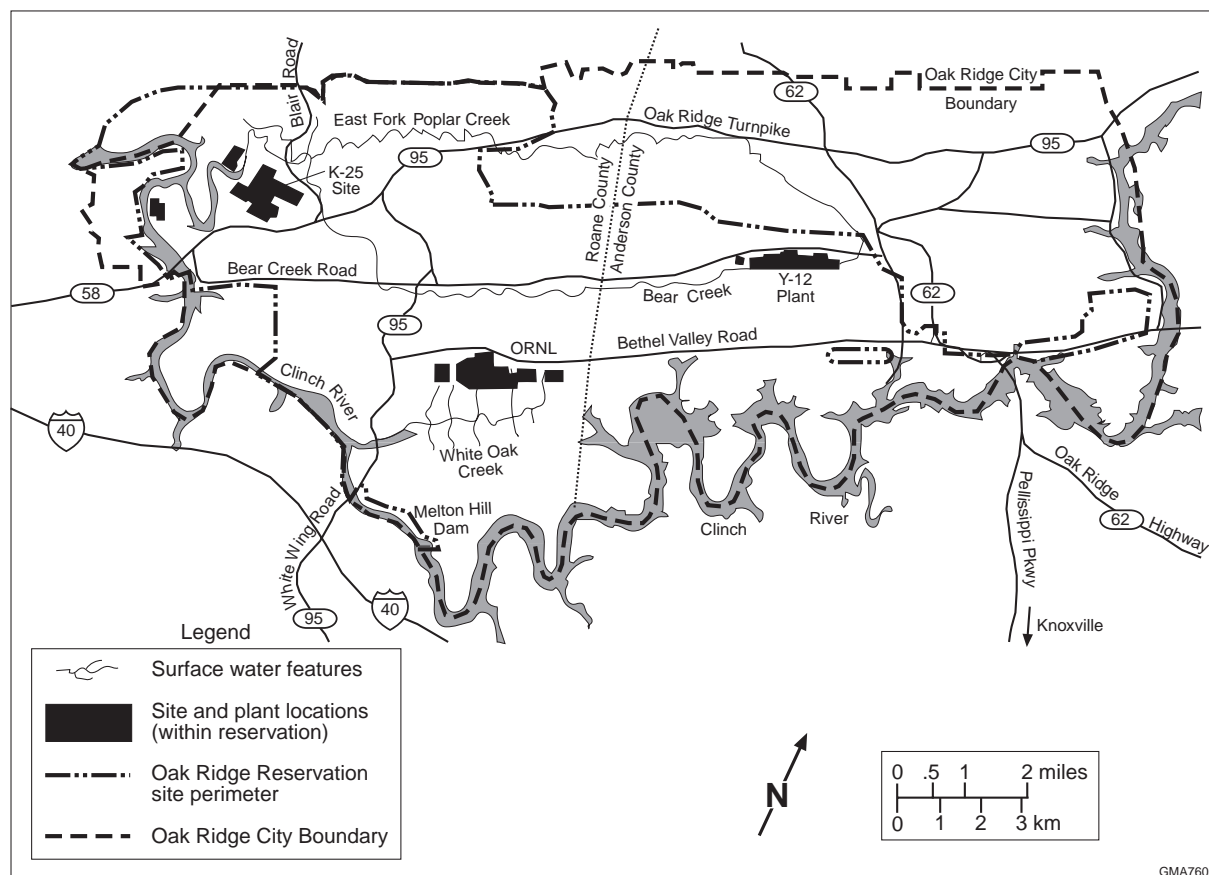 Blair Road
62
Oak Ridge City
Boundary
East Fork Poplar Creek
Oak Ridge Turnpike
95
95
K-25
Site
Roane County
Anderson County
Bear Creek Road
Bear Creek
Y-12
Plant
58
62
95
ORNL
Bethel Valley Road
Clinch River
40
White Oak
Creek
Melton Hill
Dam
Clinch
River
Oak Ridge
62
Highway
Pellissippi Pkwy
White Wing Road
40
95
Knoxville
Legend
Surface water features
Site and plant locations
(within reservation)
Oak Ridge Reservation
site perimeter
Oak Ridge City Boundary
N
0 .5 1 2 miles
0 1 2 3 km
GMA760